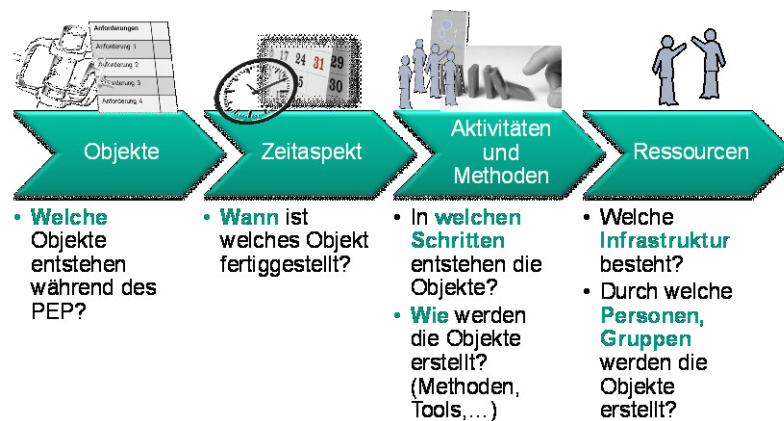 Anforderungen
Anforderung 1
Anforderung 2
Anforderung 3
Anforderung 4
17 24 31 29
5 30
Objekte
Zeitaspekt
Aktivitäten
und
Methoden
Ressourcen
• Welche
Objekte
entstehen
während des
PEP?
• Wann ist
welches Objekt
fertiggestellt?
• In welchen
Schritten
entstehen die
Objekte?
• Wie werden
die Objekte
erstellt?
(Methoden,
Tools,…)
• Welche
Infrastruktur
besteht?
• Durch welche
Personen,
Gruppen
werden die
Objekte
erstellt?